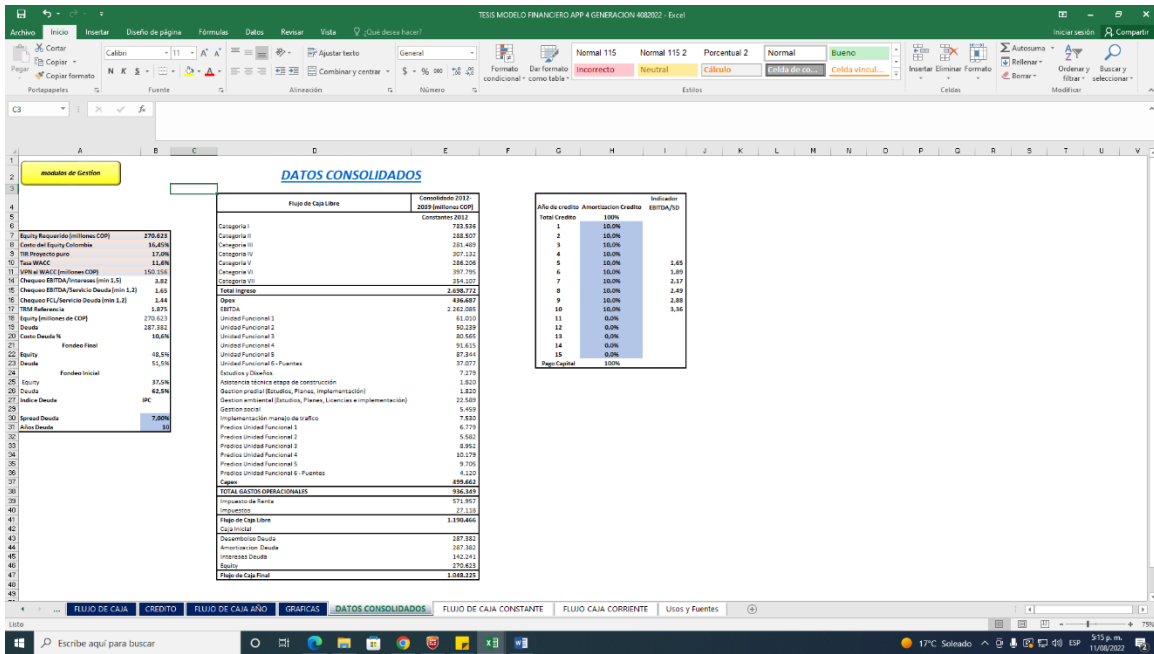 TESIS MODELO FINANCIERO APP 4 GENERACION 4082022 - Excel
Archivo Inicio Insertar Diseño de página Fórmulas Datos Revisar Vista ¿Qué desea hacer? Iniciar sesión Compartir
Cortar
Copiar
Copiar formato
Pegar
Calibri 11
N K S
Ajustar texto
Combinar y centrar
General
$ % 000
Formato condicional
Dar formato como tabla
Normal 115 Normal 115 2 Porcentual 2 Normal Bueno
Incorrecto Neutral Cálculo Celda de co... Celda vincul...
Insertar Eliminar Formato
Autosuma
Rellenar
Borrar
Ordenar y filtrar
Buscar y seleccionar
Portapapeles Fuente Alineación Número Estilos Celdas Modificar
C3 fx
A B C D E F G H I J K L M N O P Q R S T U V
modulos de Gestion
DATOS CONSOLIDADOS
Flujo de Caja Libre Consolidado 2012-2039 (millones COP)
Constantes 2012
Categoria I 783.536
Categoria II 288.507
Categoria III 281.489
Categoria IV 307.132
Categoria V 286.206
Categoria VI 397.795
Categoria VII 354.107
Total Ingreso 2.698.772
Opex 436.687
EBITDA 2.262.085
Unidad Funcional 1 61.010
Unidad Funcional 2 50.239
Unidad Funcional 3 80.565
Unidad Funcional 4 91.615
Unidad Funcional 5 87.344
Unidad Funcional 6 - Puentes 37.077
Estudios y Diseños 7.279
Asistencia técnica etapa de construcción 1.820
Gestion predial (Estudios, Planes, Implementación) 1.820
Gestion ambiental (Estudios, Planes, Licencias e implementación) 22.589
Gestion social 5.459
Implementación manejo de trafico 7.530
Predios Unidad Funcional 1 6.779
Predios Unidad Funcional 2 5.582
Predios Unidad Funcional 3 8.952
Predios Unidad Funcional 4 10.179
Predios Unidad Funcional 5 9.705
Predios Unidad Funcional 6 - Puentes 4.120
Capex 499.662
TOTAL GASTOS OPERACIONALES 936.349
Impuesto de Renta 571.957
Impuestos 27.118
Flujo de Caja Libre 1.190.466
Caja Inicial
Desembolso Deuda 287.382
Amortizacion Deuda 287.382
Intereses Deuda 142.241
Equity 270.623
Flujo de Caja Final 1.048.225
Equity Requerido (millones COP) 270.623
Costo del Equity Colombia 16,45%
TIR Proyecto puro 17.0%
Tasa WACC 11,6%
VPN al WACC (millones COP) 150.156
Chequeo EBITDA/Intereses (min 1,5) 3.82
Chequeo EBITDA/Servicio Deuda (min 1,2) 1.65
Chequeo FCL/Servicio Deuda (min 1,2) 1.44
TRM Referencia 1.875
Equity (millones de COP) 270.623
Deuda 287.382
Costo Deuda % 10,6%
Fondeo Final
Equity 48,5%
Deuda 51,5%
Fondeo Inicial
Equity 37.5%
Deuda 62,5%
Indice Deuda IPC
Spread Deuda 7,00%
Años Deuda 10
Año de credito Amortizacion Credito Indicador EBITDA/SD
Total Credito 100%
1 10,0%
2 10,0%
3 10,0%
4 10.0%
5 10,0% 1,65
6 10,0% 1,89
7 10,0% 2,17
8 10,0% 2,49
9 10,0% 2,88
10 10,0% 3,36
11 0.0%
12 0.0%
13 0,0%
14 0.0%
15 0.0%
Pago Capital 100%
... FLUJO DE CAJA CREDITO FLUJO DE CAJA AÑO GRAFICAS DATOS CONSOLIDADOS FLUJO DE CAJA CONSTANTE FLUJO CAJA CORRIENTE Usos y Fuentes
Listo 75%
Escribe aquí para buscar
17°C Soleado ESP 5:15 p. m.
11/08/2022